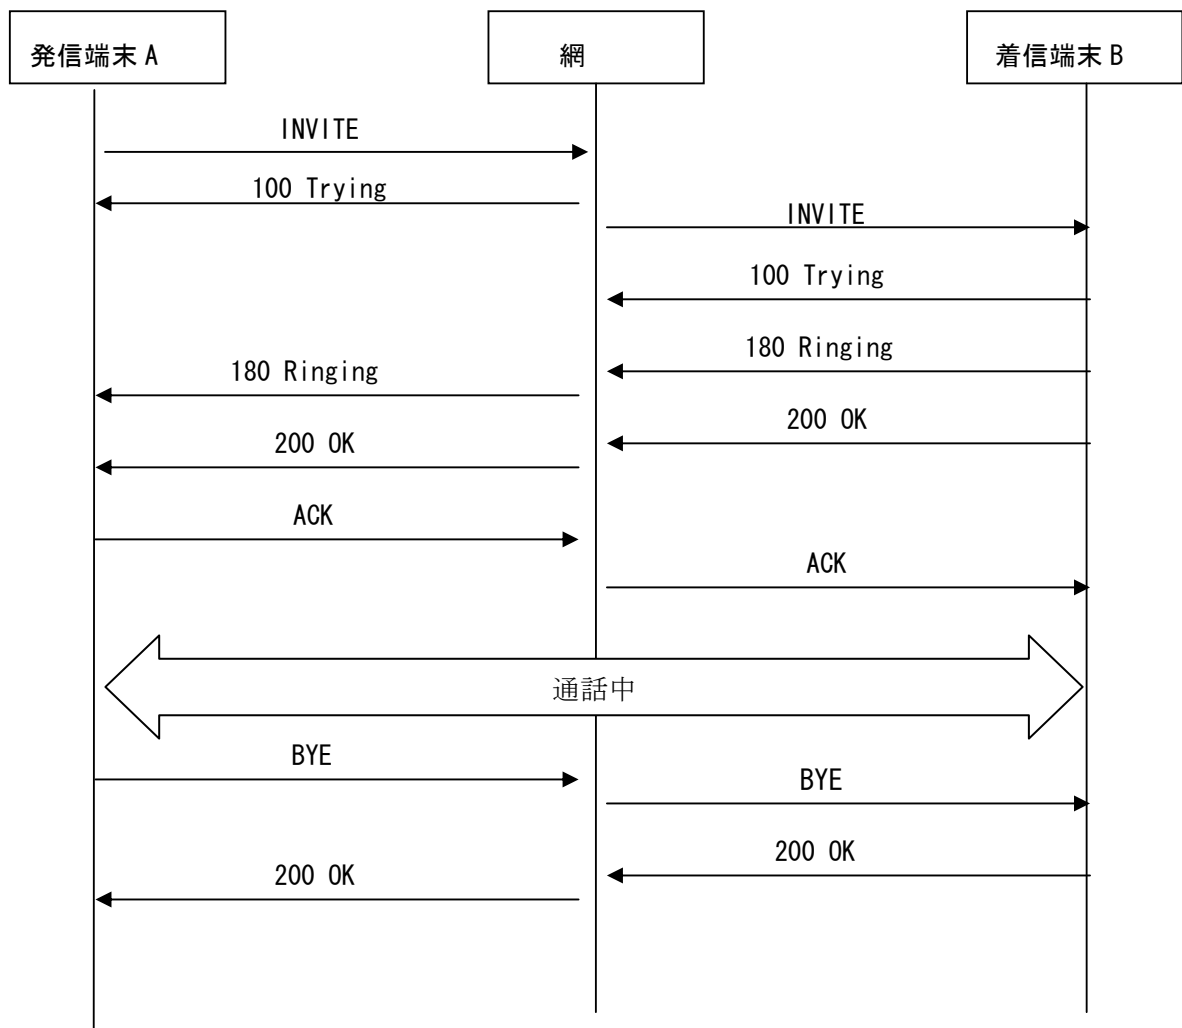 発信端末 A
網
着信端末 B
INVITE
100 Trying
INVITE
100 Trying
180 Ringing
180 Ringing
200 OK
200 OK
ACK
ACK
通話中
BYE
BYE
200 OK
200 OK